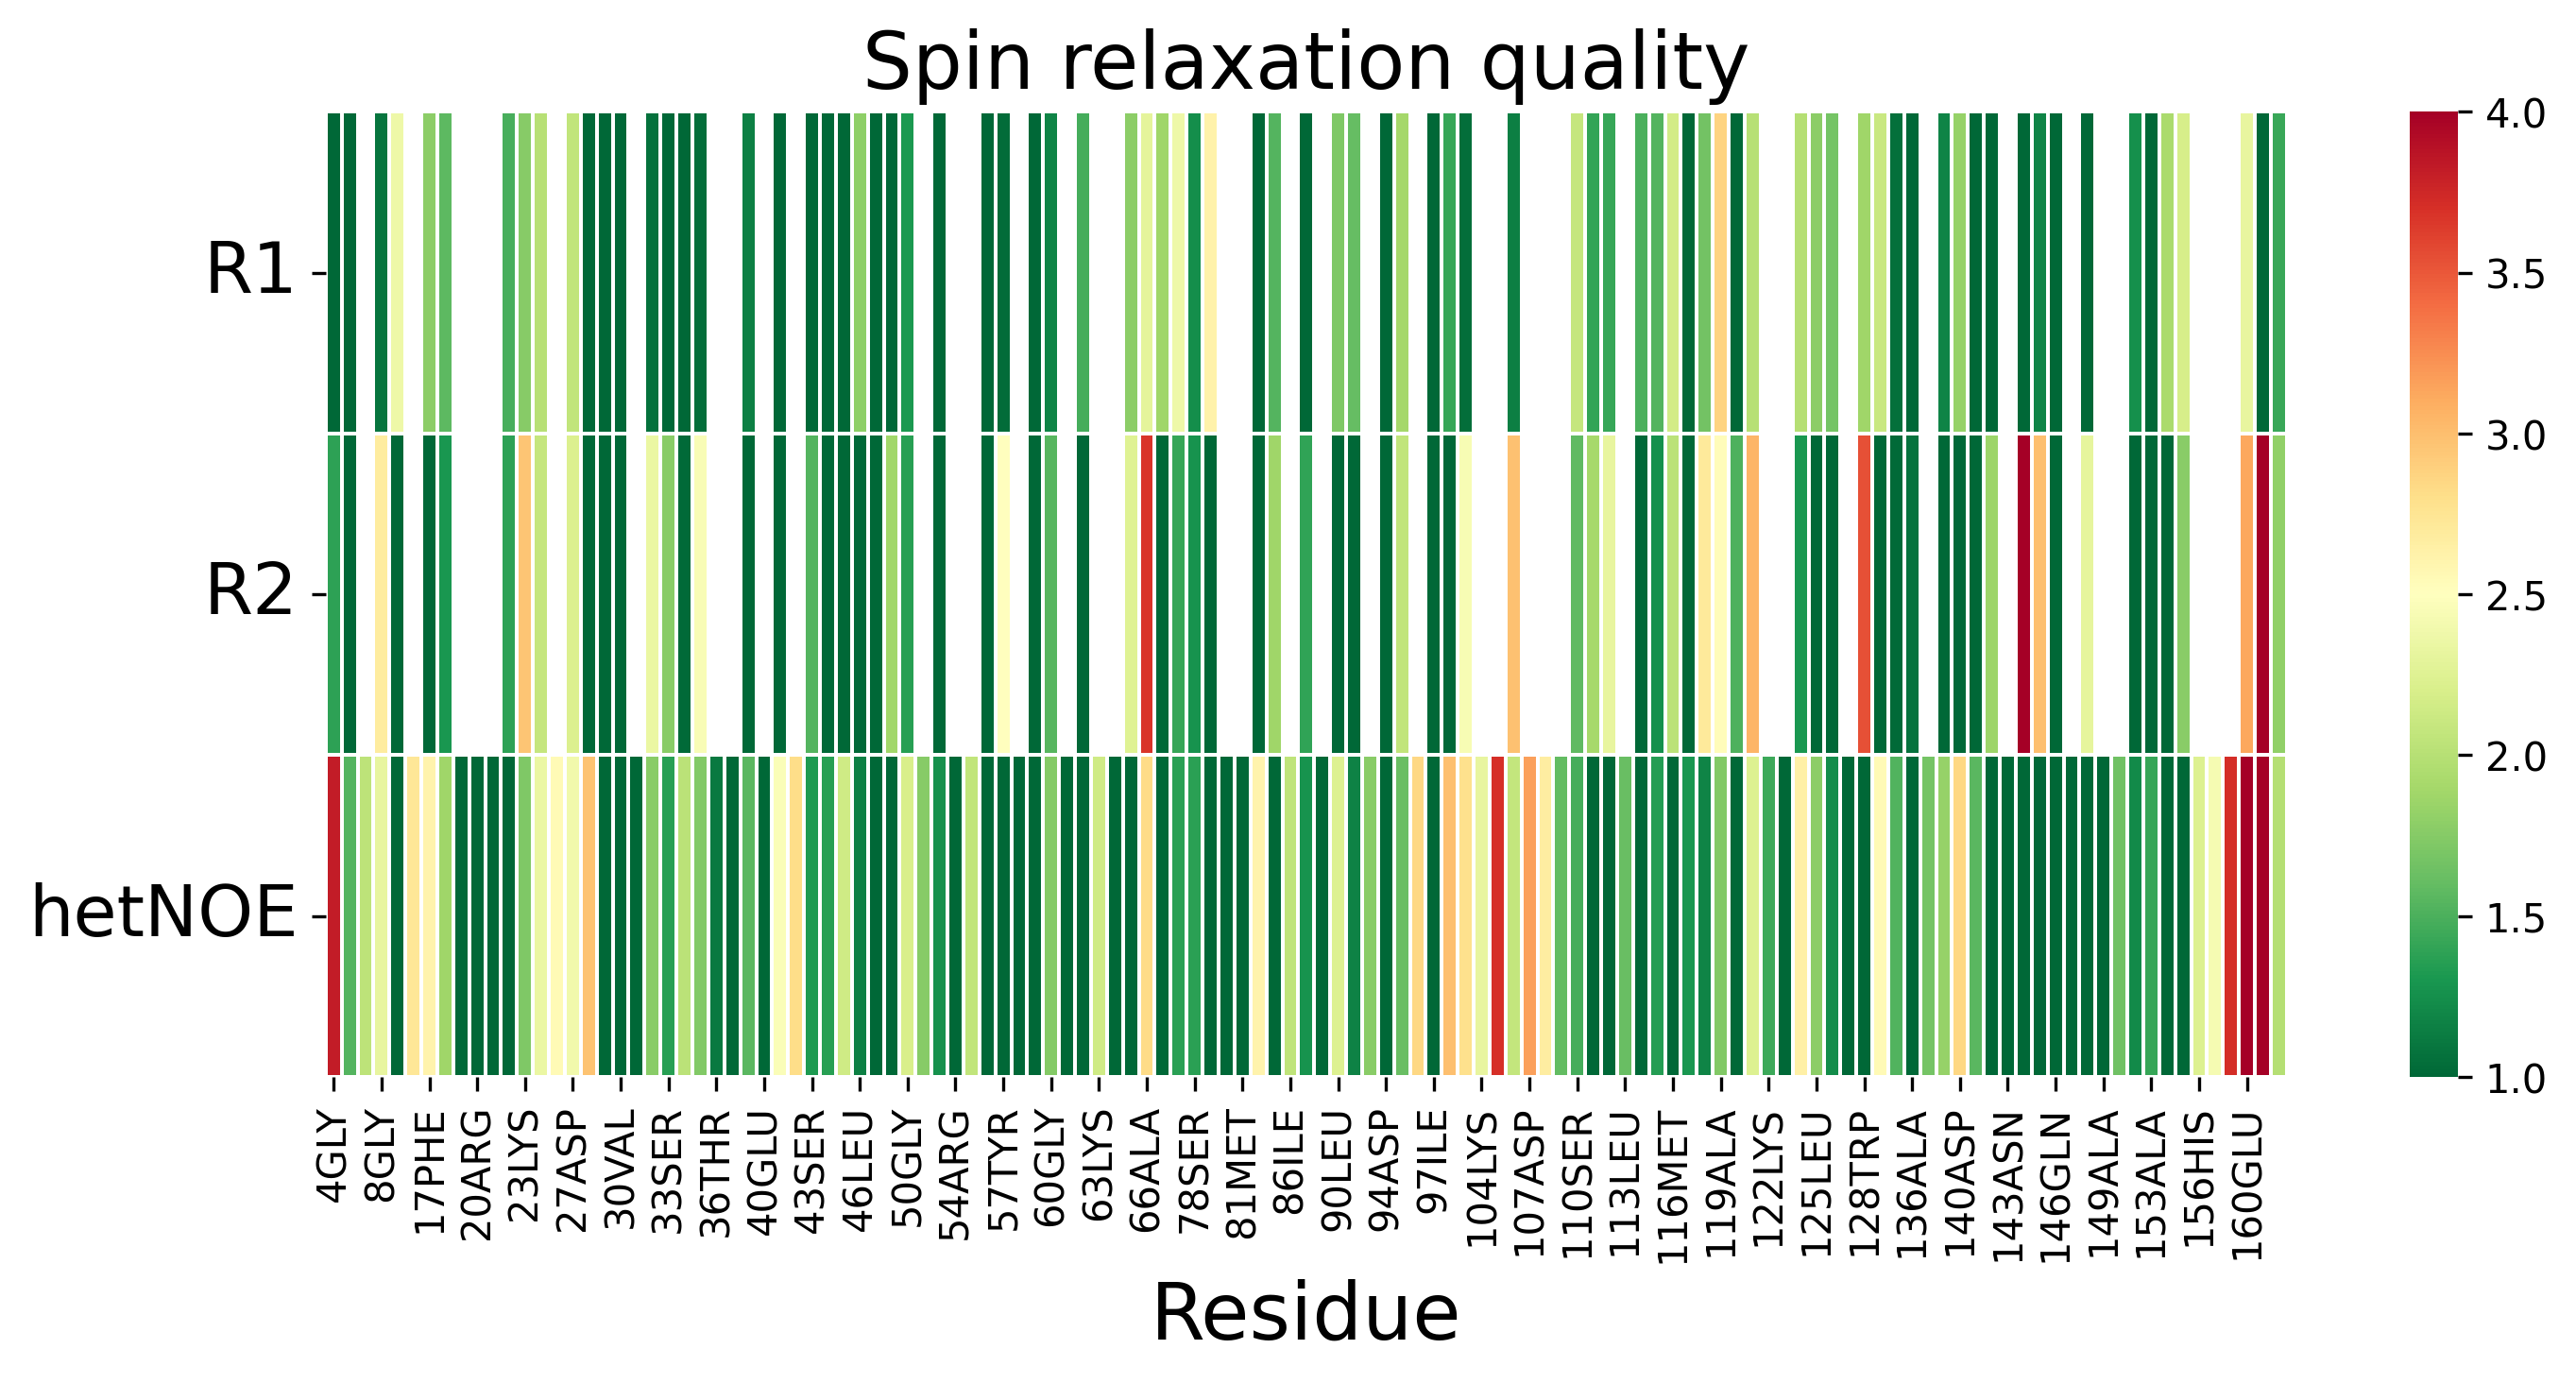 Spin relaxation quality
R1
R2
hetNOE
4GLY
8GLY
17PHE
20ARG
23LYS
27ASP
30VAL
33SER
36THR
40GLU
43SER
46LEU
50GLY
54ARG
57TYR
60GLY
63LYS
66ALA
78SER
81MET
86ILE
90LEU
94ASP
97ILE
104LYS
107ASP
110SER
113LEU
116MET
119ALA
122LYS
125LEU
128TRP
136ALA
140ASP
143ASN
146GLN
149ALA
153ALA
156HIS
160GLU
Residue
4.0
3.5
3.0
2.5
2.0
1.5
1.0